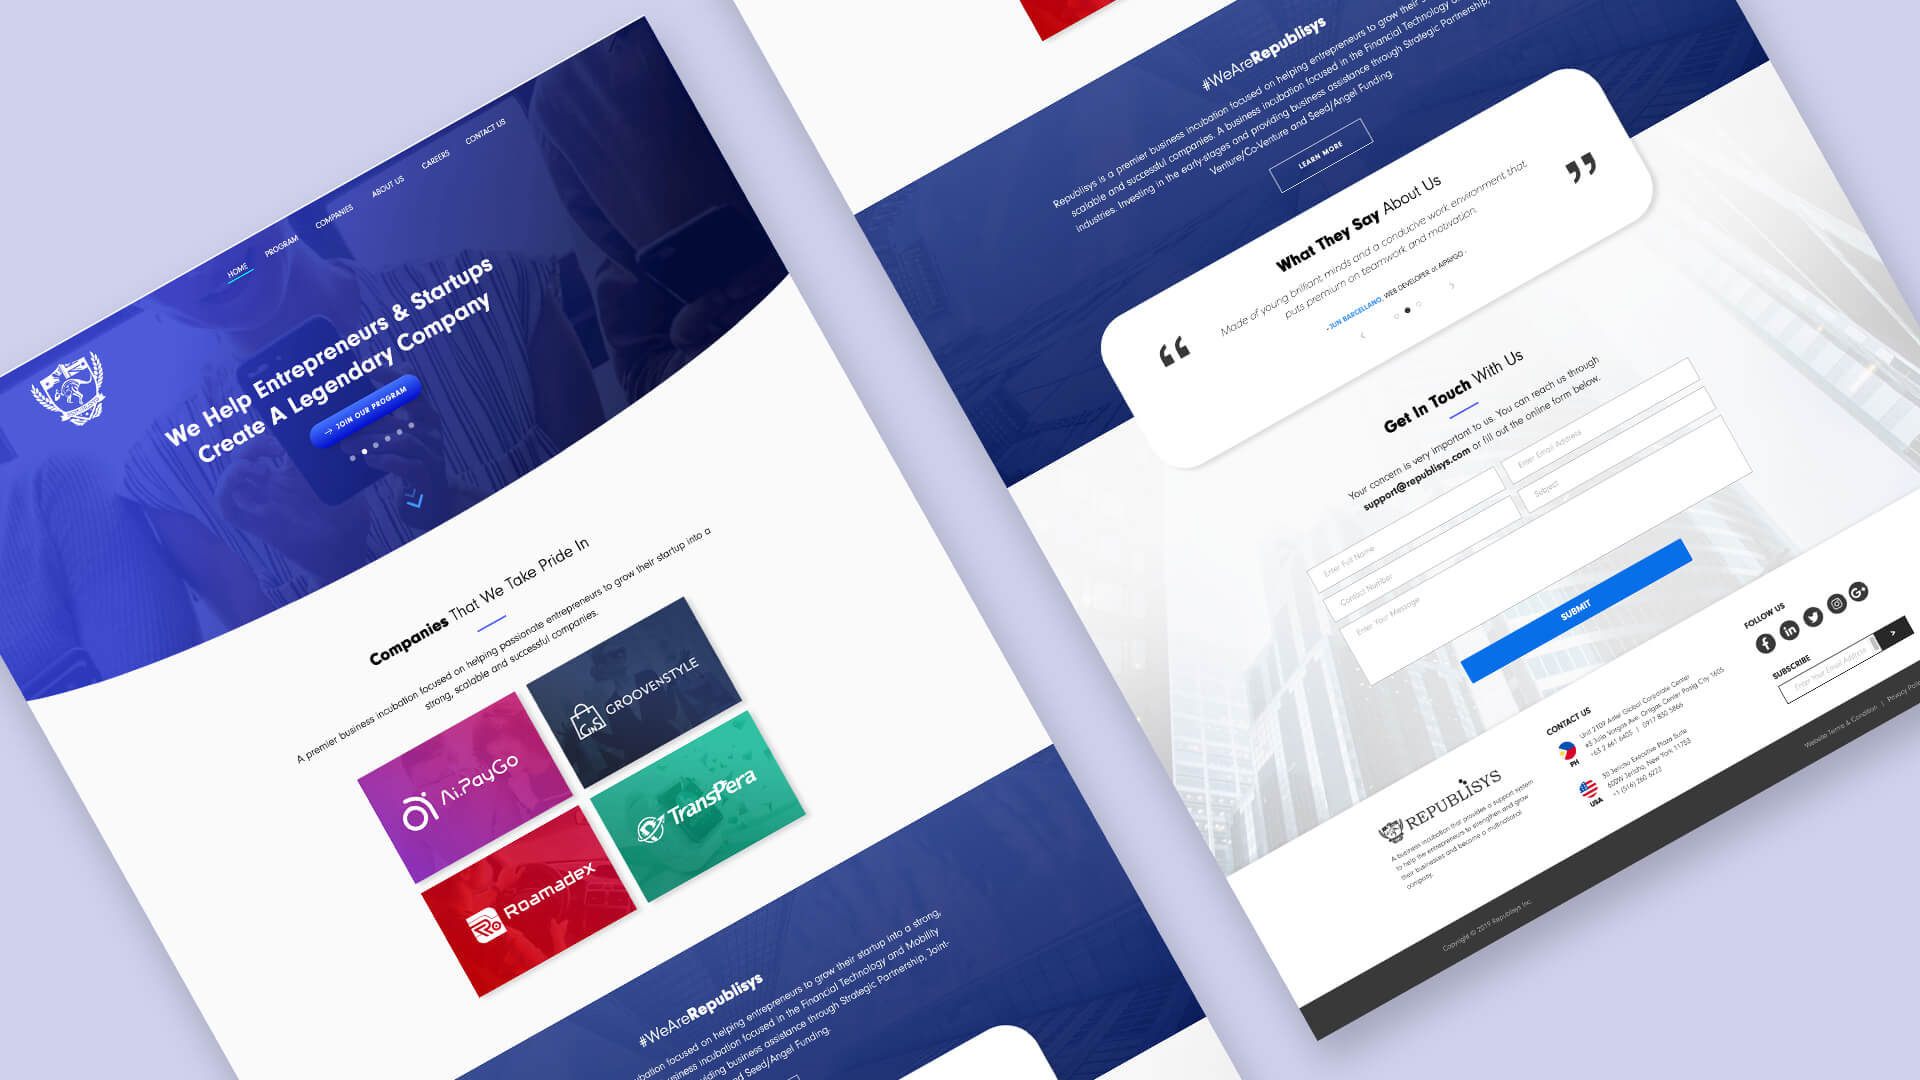 HOME
PROGRAM
COMPANIES
ABOUT US
CAREERS
CONTACT US
We Help Entrepreneurs & Startups
Create A Legendary Company
JOIN OUR PROGRAM
Companies That We Take Pride In
A premier business incubation focused on helping passionate entrepreneurs to grow their startup into a
strong, scalable and successful companies.
Ai.PayGo
GROOVENSTYLE
GNS
Roamadex
TransPera
#WeAreRepublisys
bation focused on helping entrepreneurs to grow their startup into a strong,
business incubation focused in the Financial Technology and Mobility
viding business assistance through Strategic Partnership, Joint-
d Seed/Angel Funding.
#WeAreRepublisys
Republisys is a premier business incubation focused on helping entrepreneurs to grow their
scalable and successful companies. A business incubation focused in the Financial Technology
industries. Investing in the early-stages and providing business assistance through Strategic Partnership,
Venture/Co-Venture and Seed/Angel Funding.
LEARN MORE
What They Say About Us
“
”
Made of young brilliant, minds and a conducive work environment that
puts premium on teamwork and motivation.
- JUN BARCELLANO, WEB DEVELOPER at AIPAYGO -
Get In Touch With Us
Your concern is very important to us. You can reach us through
support@republisys.com or fill out the online form below.
Enter Full Name
Enter Email Address
Contact Number
Subject
Enter Your Message
SUBMIT
REPUBLISYS
A business incubation that provides a support system
to help the entrepreneurs to strengthen and grow
their businesses and become a multinational
company.
CONTACT US
PH
Unit 2109 Antel Global Corporate Center
#3 Julia Vargas Ave. Ortigas Center Pasig City 1605
+63 2 661 6405 | 0917 850 5866
USA
50 Jericho Executive Plaza Suite
600W Jericho, New York 11753
+1 (516) 260 6223
FOLLOW US
SUBSCRIBE
Enter Your Email Address
>
Copyright © 2019 Republisys Inc.
Website Terms & Condition | Privacy